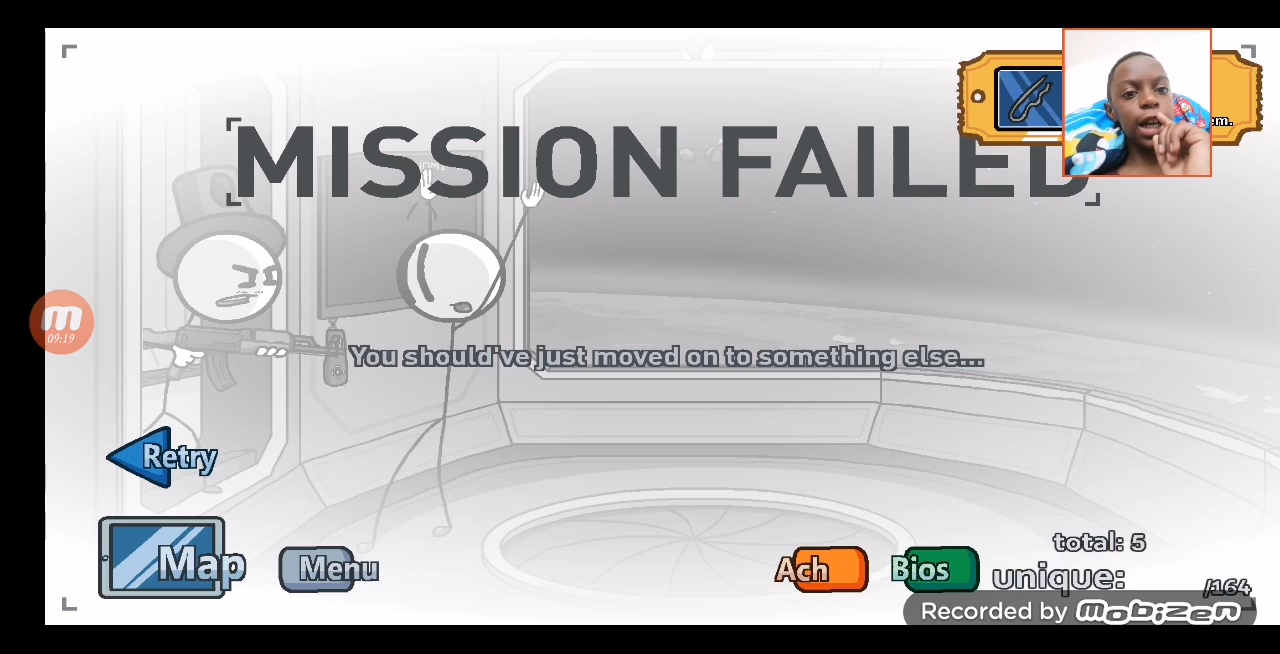 MISSION FAILED
em.
09:19
You should've just moved on to something else...
Retry
Map
Menu
Ach
Bios
total: 5
unique:
/164
Recorded by mobizen